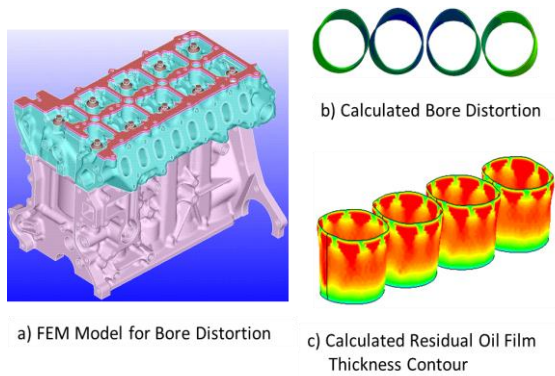 b) Calculated Bore Distortion
a) FEM Model for Bore Distortion
c) Calculated Residual Oil Film
Thickness Contour